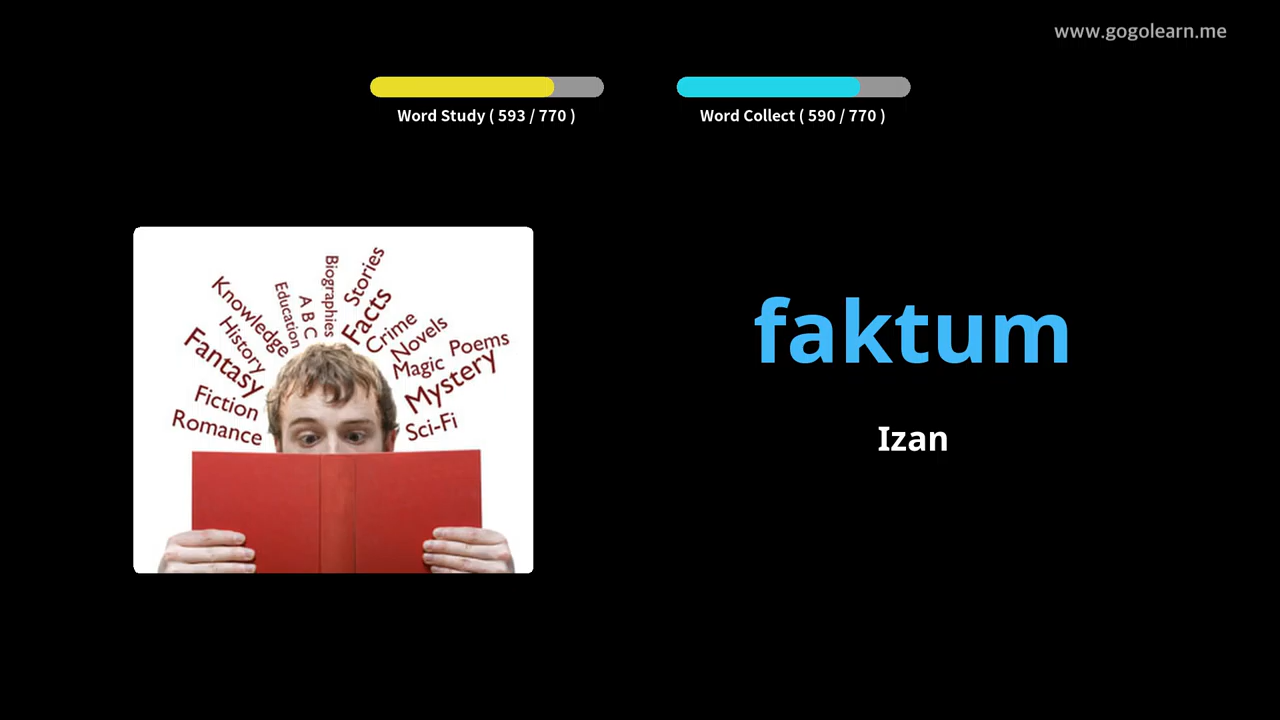 www.gogolearn.me
Word Study ( 593 / 770 )
Word Collect ( 590 / 770 )
Romance
Fiction
Fantasy
History
Knowledge
Education
A B C
Biographies
Stories
Facts
Crime
Novels
Magic
Poems
Mystery
Sci-Fi
faktum
Izan